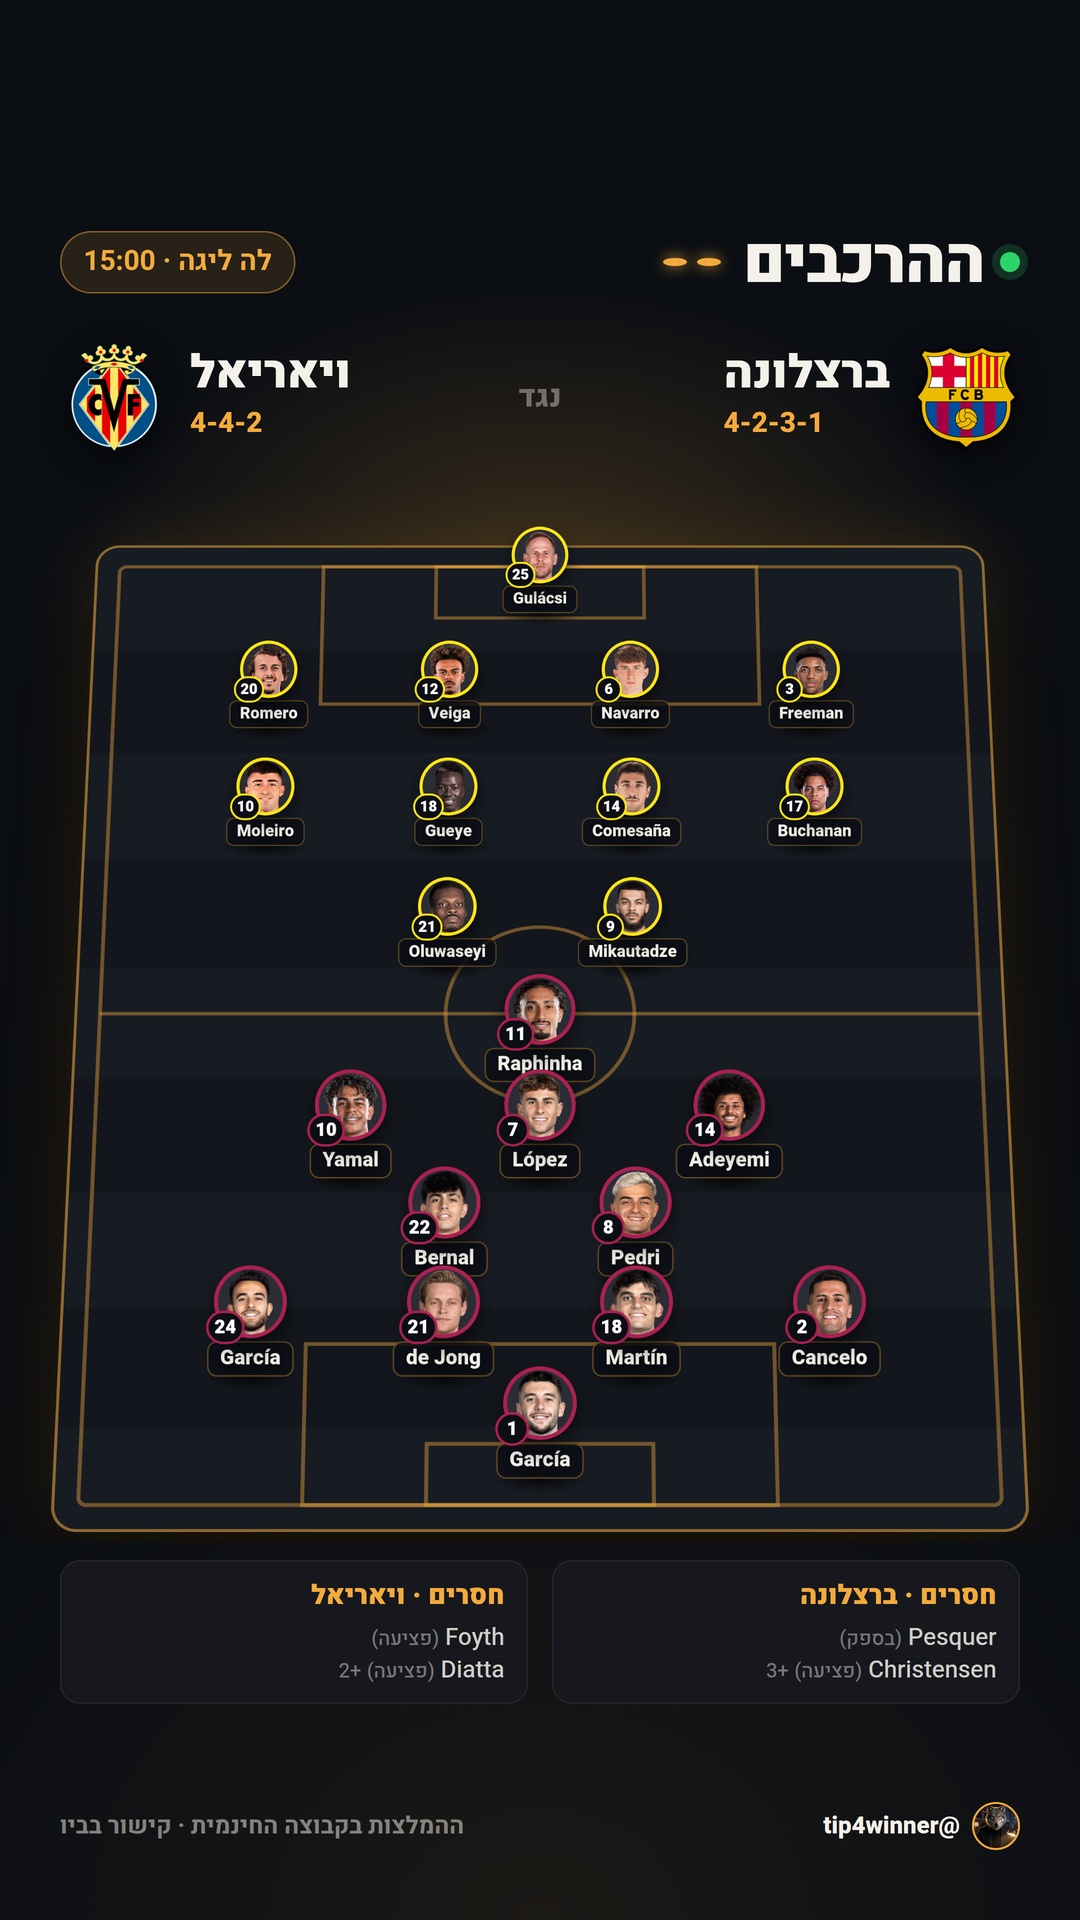 ההרכבים
לה ליגה · 15:00
ברצלונה
4-2-3-1
נגד
ויאריאל
4-4-2
FCB
CVF
25
Gulácsi
20
Romero
12
Veiga
6
Navarro
3
Freeman
10
Moleiro
18
Gueye
14
Comesaña
17
Buchanan
21
Oluwaseyi
9
Mikautadze
11
Raphinha
10
Yamal
7
López
14
Adeyemi
22
Bernal
8
Pedri
24
García
21
de Jong
18
Martín
2
Cancelo
1
García
חסרים · ברצלונה
Pesquer (בספק)
Christensen (פציעה) +3
חסרים · ויאריאל
Foyth (פציעה)
Diatta (פציעה) +2
@tip4winner
ההמלצות בקבוצה החינמית · קישור בביו